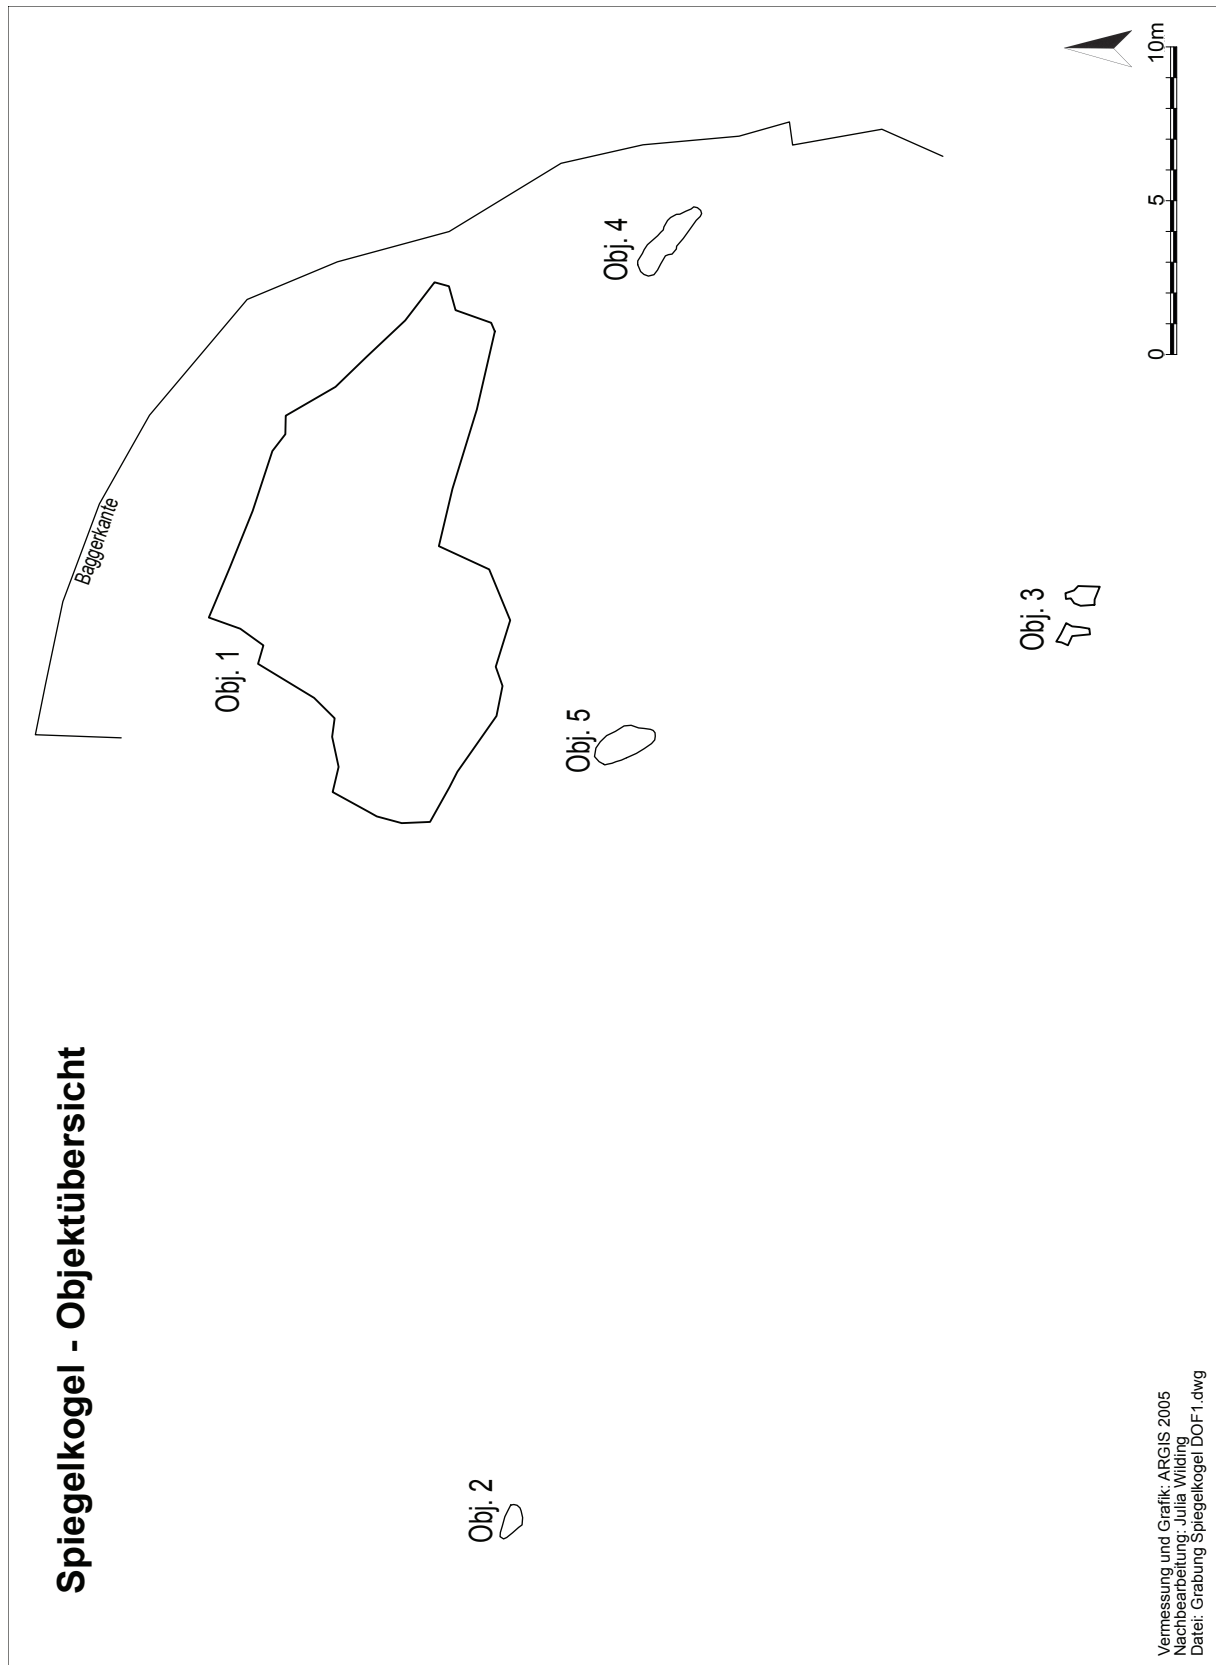 Spiegelkogel - Objektübersicht
Baggerkante
Obj. 1
Obj. 4
Obj. 5
Obj. 2
Obj. 3
0 5 10m
Vermessung und Grafik: ARGIS 2005
Nachbearbeitung: Julia Wilding
Datei: Grabung Spiegelkogel DOF1.dwg